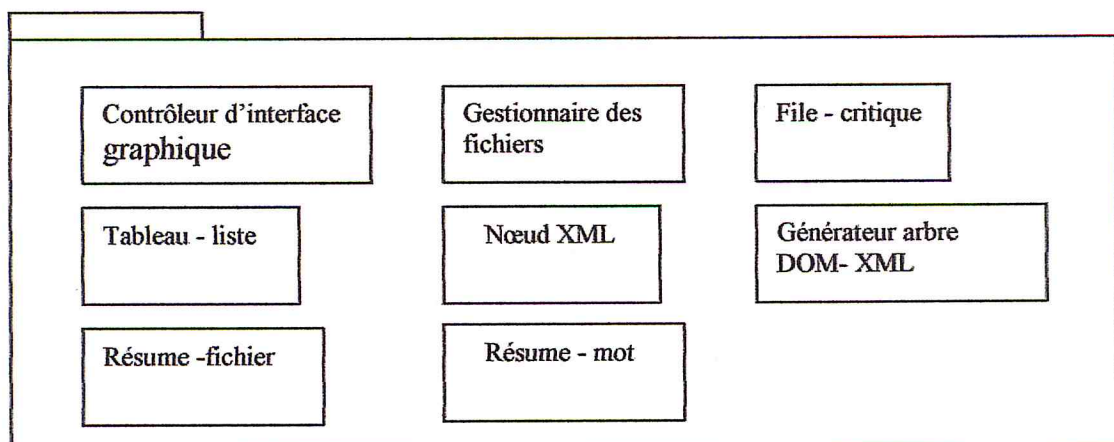 Contrôleur d'interface
graphique
Gestionnaire des
fichiers
File - critique
Tableau - liste
Nœud XML
Générateur arbre
DOM- XML
Résume -fichier
Résume - mot